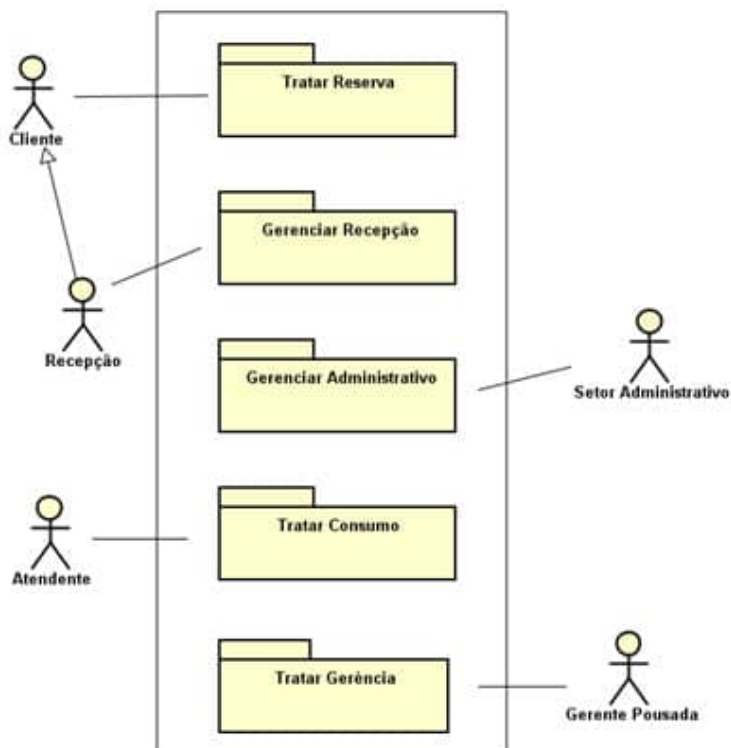 Tratar Reserva
Cliente
Gerenciar Recepção
Recepção
Gerenciar Administrativo
Setor Administrativo
Tratar Consumo
Atendente
Tratar Gerência
Gerente Pousada